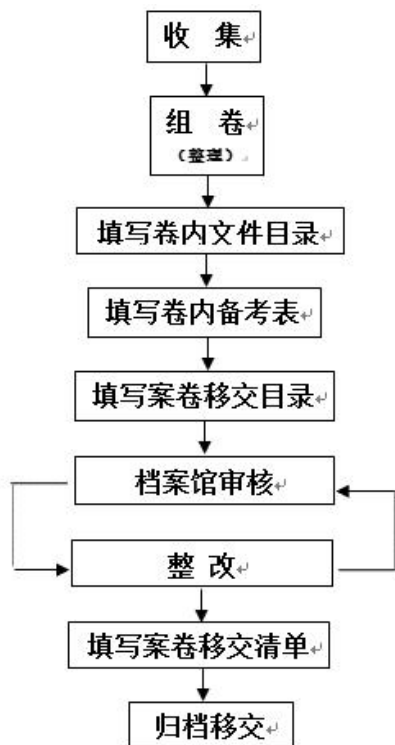 收 集
组 卷
（整理）
填写卷内文件目录
填写卷内备考表
填写案卷移交目录
档案馆审核
整 改
填写案卷移交清单
归档移交